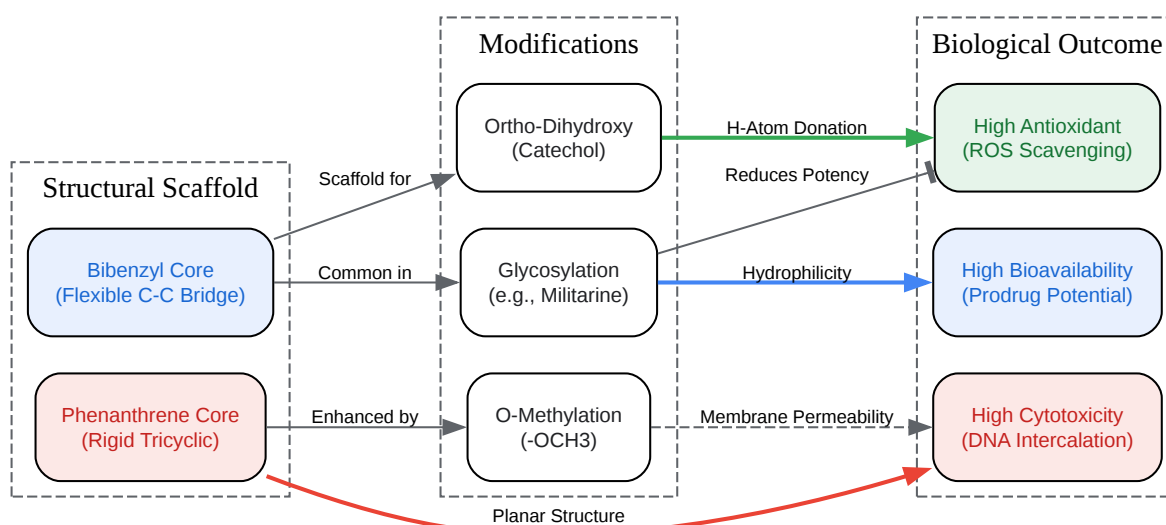 Structural Scaffold
Bibenzyl Core
(Flexible C-C Bridge)
Phenanthrene Core
(Rigid Tricyclic)
Scaffold for
Common in
Enhanced by
Modifications
Ortho-Dihydroxy
(Catechol)
Glycosylation
(e.g., Militarine)
O-Methylation
(-OCH3)
H-Atom Donation
Reduces Potency
Hydrophilicity
Membrane Permeability
Planar Structure
Biological Outcome
High Antioxidant
(ROS Scavenging)
High Bioavailability
(Prodrug Potential)
High Cytotoxicity
(DNA Intercalation)